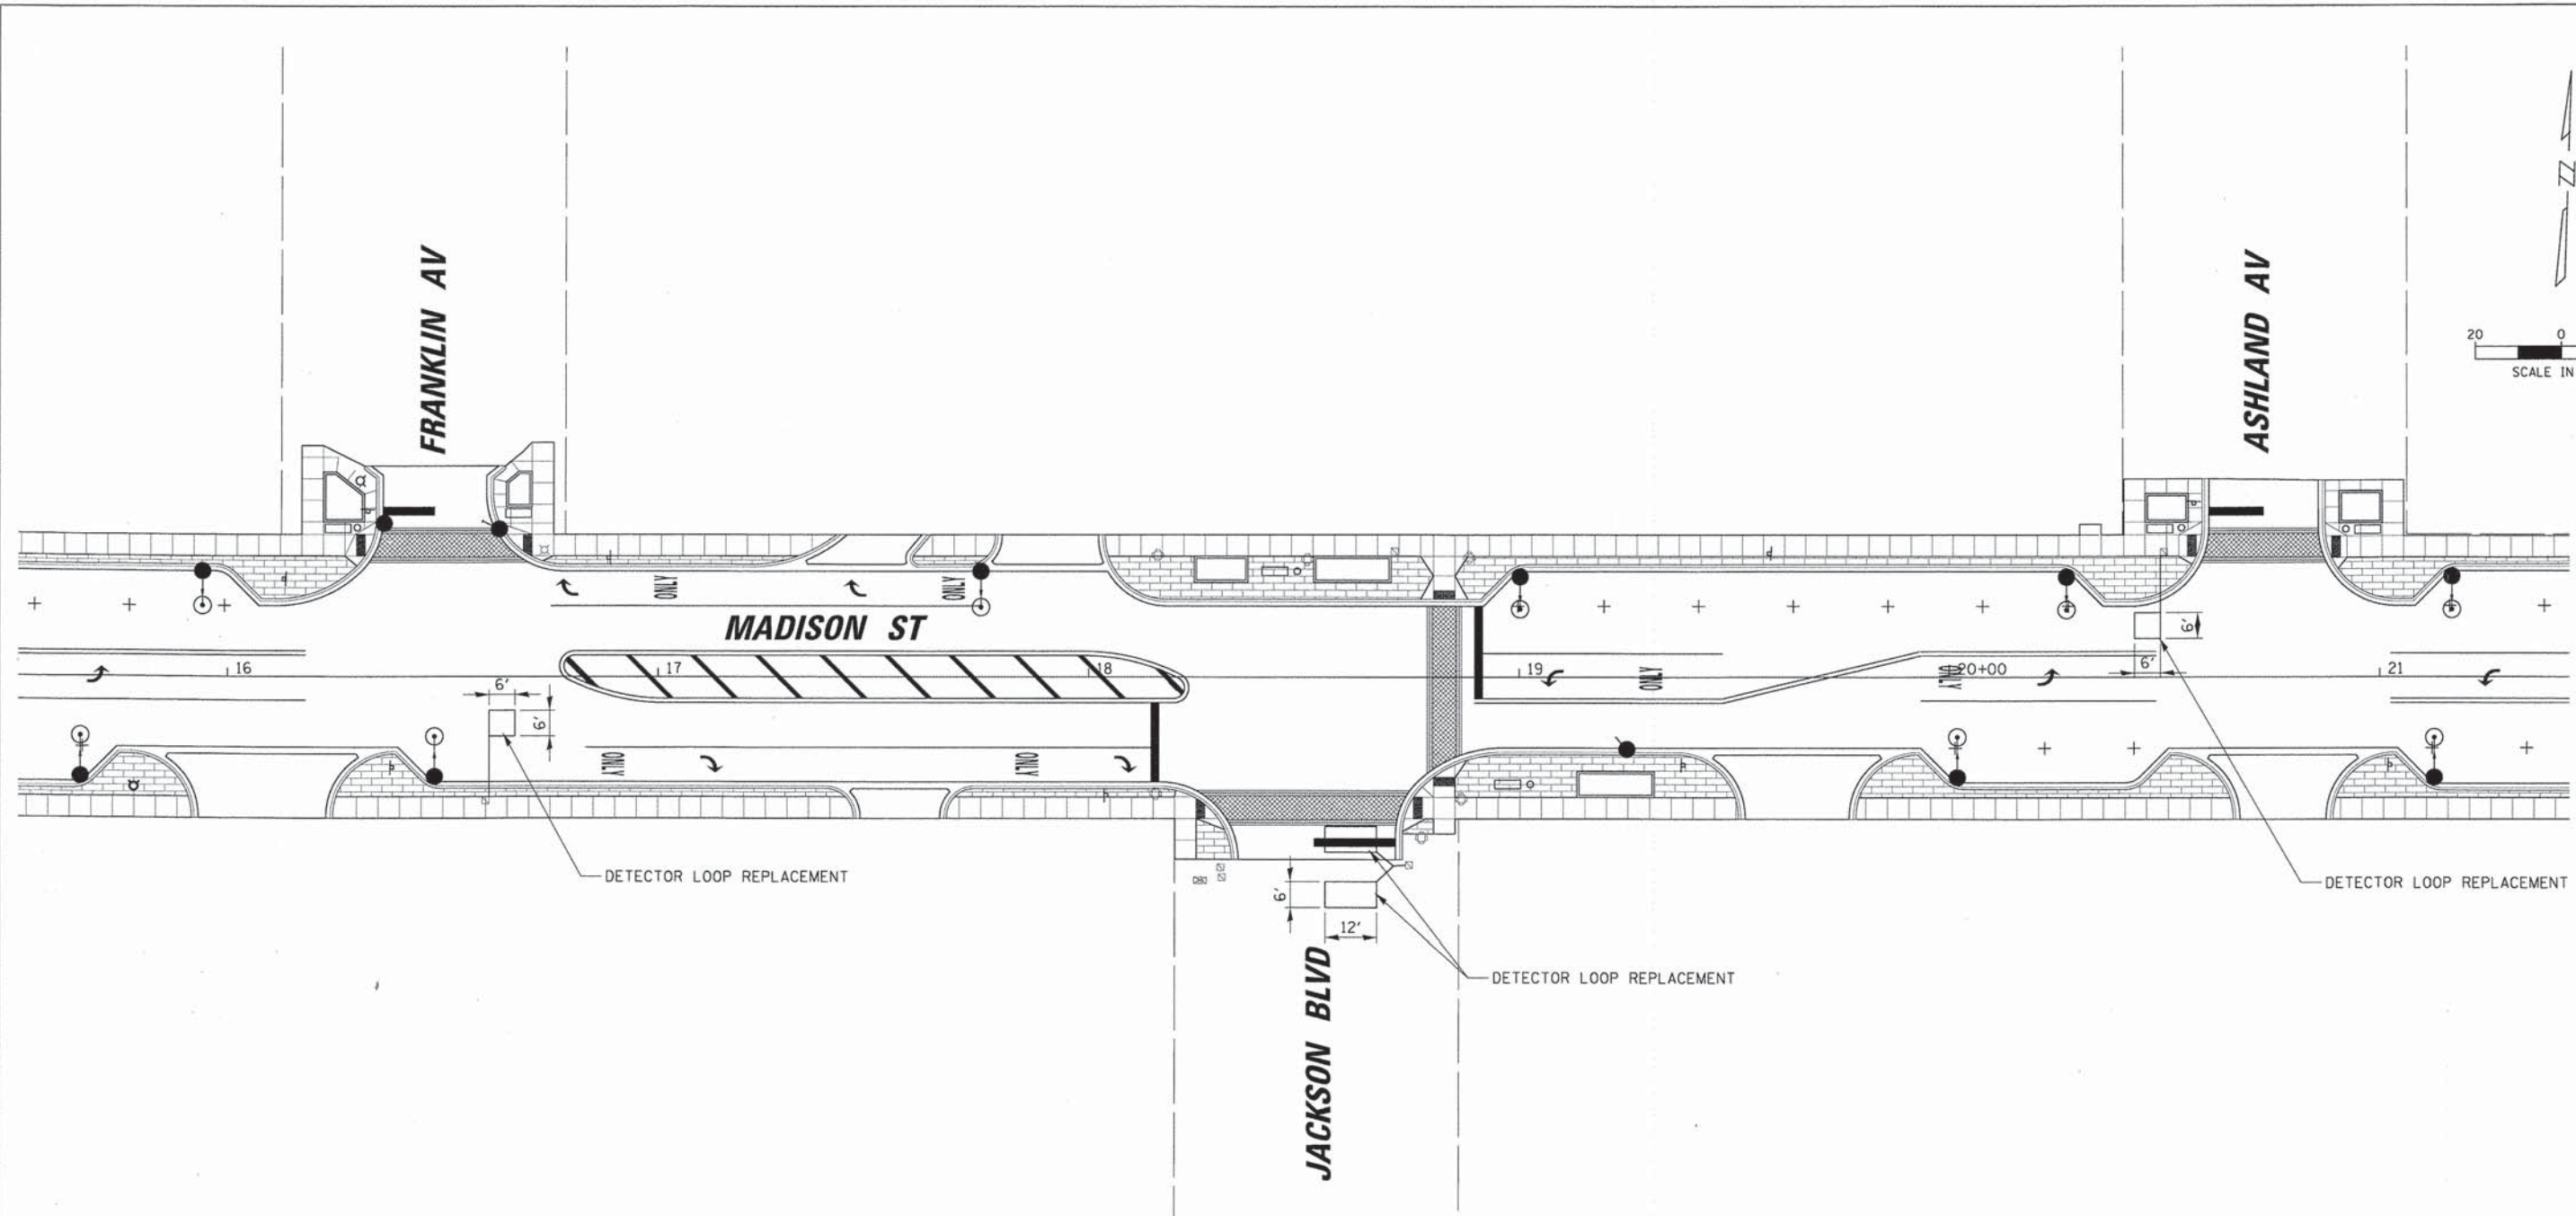 FRANKLIN AV
ASHLAND AV
20 0
SCALE IN
MADISON ST
ONLY
ONLY
16
17
18
19
20+00
21
ONLY
ONLY
6'
6'
6'
6'
ONLY
ONLY
DETECTOR LOOP REPLACEMENT
DETECTOR LOOP REPLACEMENT
6'
12'
DETECTOR LOOP REPLACEMENT
JACKSON BLVD